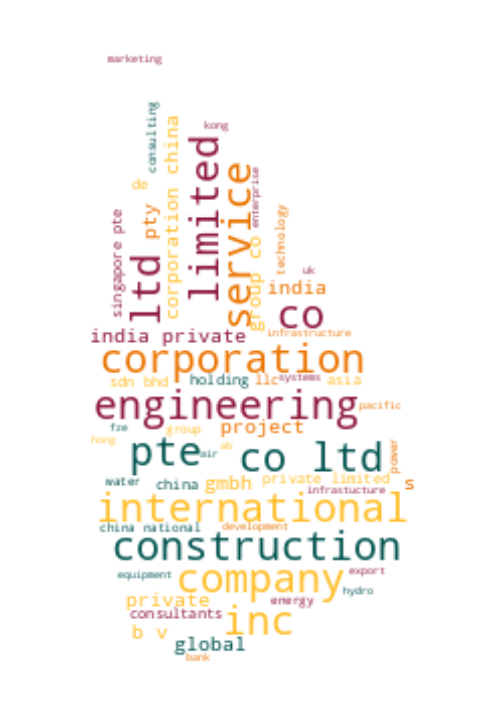 marketing
consulting
corporation china
kong
limited
service
enterprise
de
pty
singapore pte
ltd
group co
technology
uk
india
co
india private
infrastructure
corporation
sdn bhd
holding
llc
systems
asia
engineering
pacific
fze
group
project
hong
pte
air
ab
co ltd
power
water
china
gmbh
private limited
s
infrastucture
international
china national
development
construction
equipment
company
export
hydro
private
energy
consultants
inc
b v
global
bank